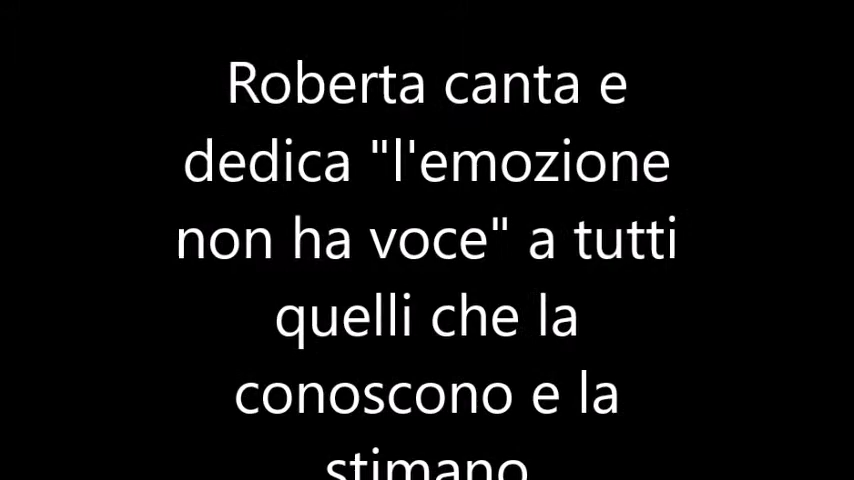 Roberta canta e
dedica "l'emozione
non ha voce" a tutti
quelli che la
conoscono e la
stimano